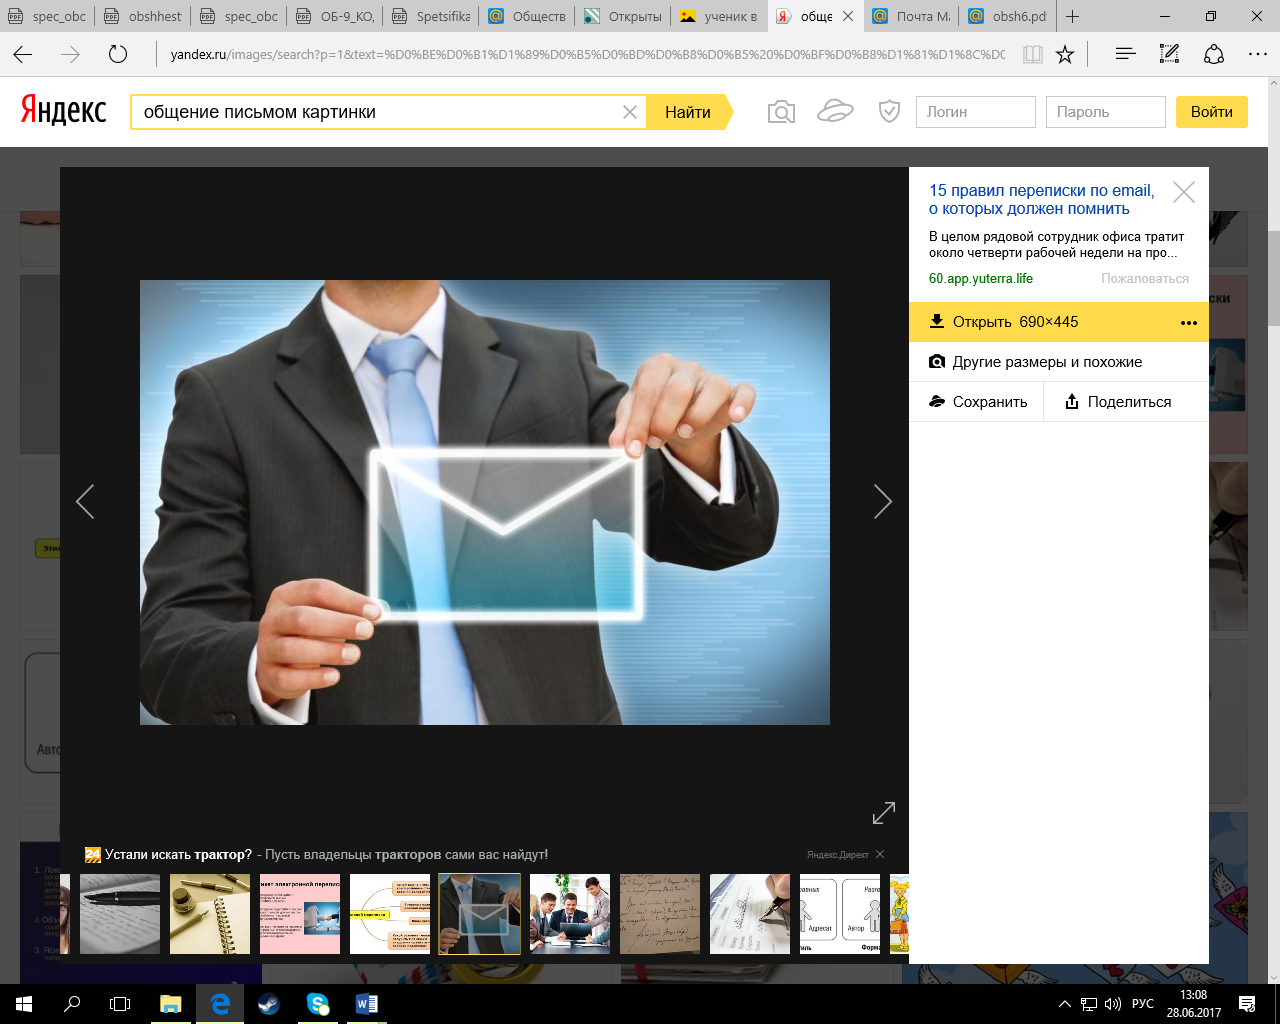 spec_obc
obshhest
spec_obc
ОБ-9_КО,
Spetsifika
Обществ
Открыты
ученик в
обще
Почта Ма
obsh6.pd
yandex.ru/images/search?p=1&text=%D0%BE%D0%B1%D1%89%D0%B5%D0%BD%D0%B8%D0%B5%20%D0%BF%D0%B8%D1%81%D1%8C%D0
Яндекс
общение письмом картинки
Найти
Логин
Пароль
Войти
15 правил переписки по email,
о которых должен помнить
В целом рядовой сотрудник офиса тратит
около четверти рабочей недели на про...
60.app.yuterra.life
Пожаловаться
Открыть 690×445
Другие размеры и похожие
Сохранить
Поделиться
24 Устали искать трактор? - Пусть владельцы тракторов сами вас найдут!
Яндекс.Директ
Адресат
Автор
РУС
13:08
28.06.2017